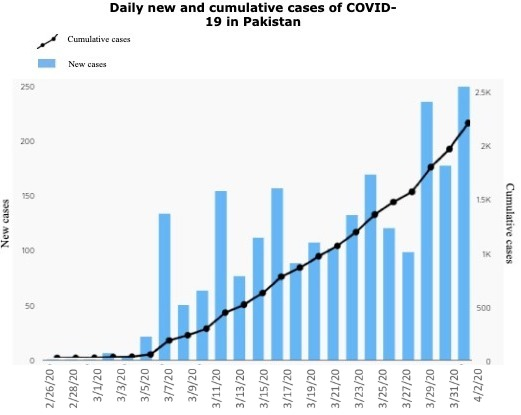 Daily new and cumulative cases of COVID-
19 in Pakistan
Cumulative cases
New cases
250
200
150
100
50
0
New cases
2.5K
2K
1.5K
1K
500
0
Cumulative cases
2/26/20
2/28/20
3/1/20
3/3/20
3/5/20
3/7/20
3/9/20
3/11/20
3/13/20
3/15/20
3/17/20
3/19/20
3/21/20
3/23/20
3/25/20
3/27/20
3/29/20
3/31/20
4/2/20